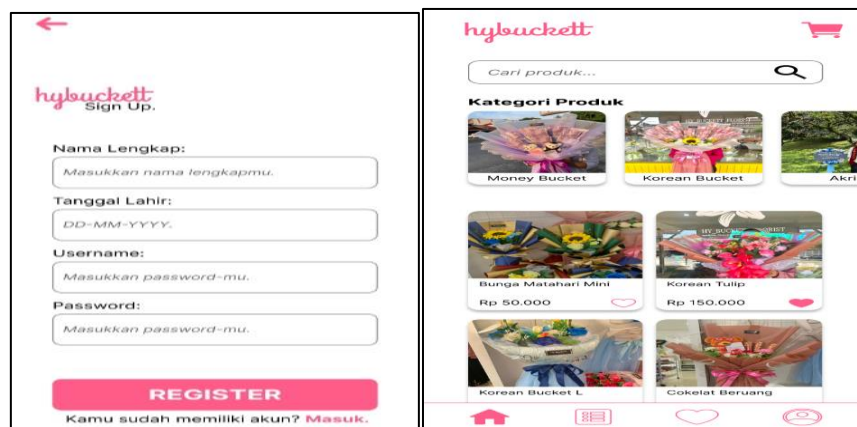 hybuckett
Sign Up.
Nama Lengkap:
Masukkan nama lengkapmu.
Tanggal Lahir:
DD-MM-YYYY.
Username:
Masukkan password-mu.
Password:
Masukkan password-mu.
REGISTER
Kamu sudah memiliki akun? Masuk.
hybuckett
Cari produk...
Kategori Produk
Money Bucket
Korean Bucket
Akri
Bunga Matahari Mini
Rp 50.000
Korean Tulip
Rp 150.000
Korean Bucket L
Cokelat Beruang